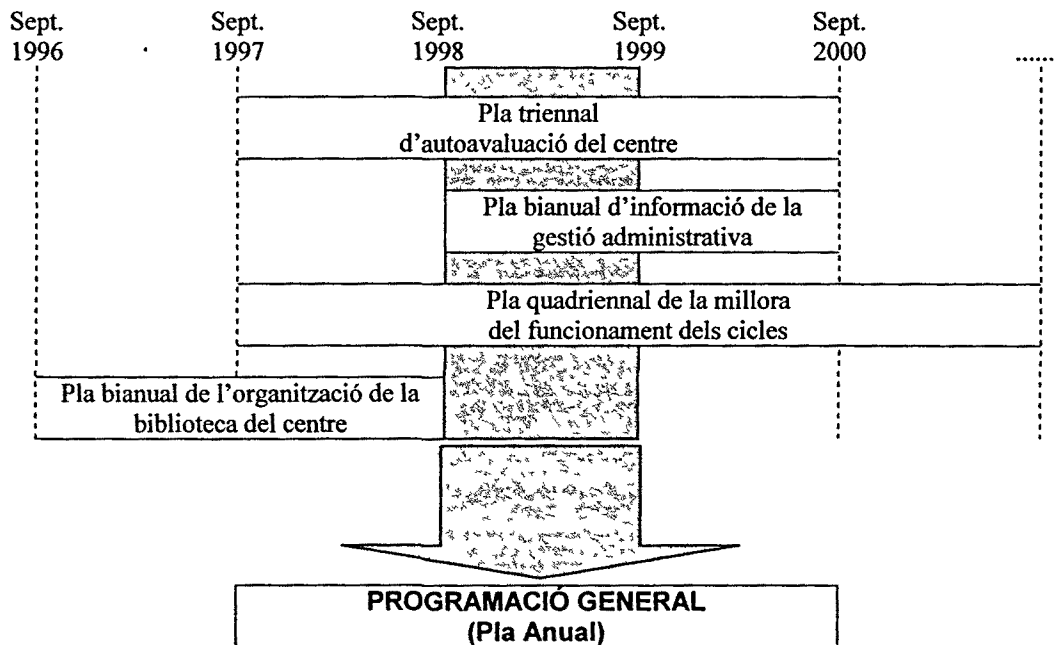 Sept. Sept. Sept. Sept. Sept.
1996 1997 1998 1999 2000 ......
Pla triennal
d'autoavaluació del centre
Pla bianual d'informació de la
gestió administrativa
Pla quadriennal de la millora
del funcionament dels cicles
Pla bianual de l'organització de la
biblioteca del centre
PROGRAMACIÓ GENERAL
(Pla Anual)